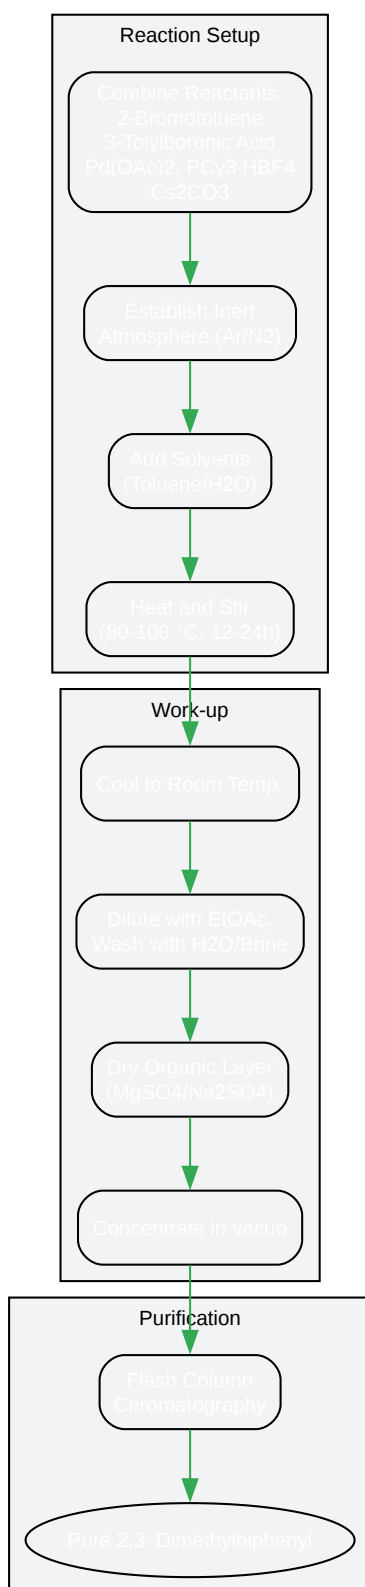 Reaction Setup
Combine Reactants:
2-Bromotoluene
3-Tolylboronic Acid
Pd(OAc)2, PCy3·HBF4
Cs2CO3
Establish Inert
Atmosphere (Ar/N2)
Add Solvents
(Toluene/H2O)
Heat and Stir
(80-100 °C, 12-24h)
Work-up
Cool to Room Temp.
Dilute with EtOAc,
Wash with H2O/Brine
Dry Organic Layer
(MgSO4/Na2SO4)
Concentrate in vacuo
Purification
Flash Column
Chromatography
Pure 2,3'-Dimethylbiphenyl